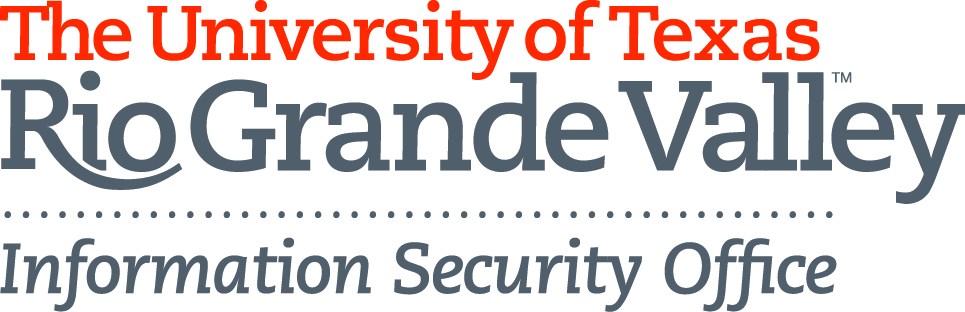 The University of Texas
Rio Grande Valley™
Information Security Office